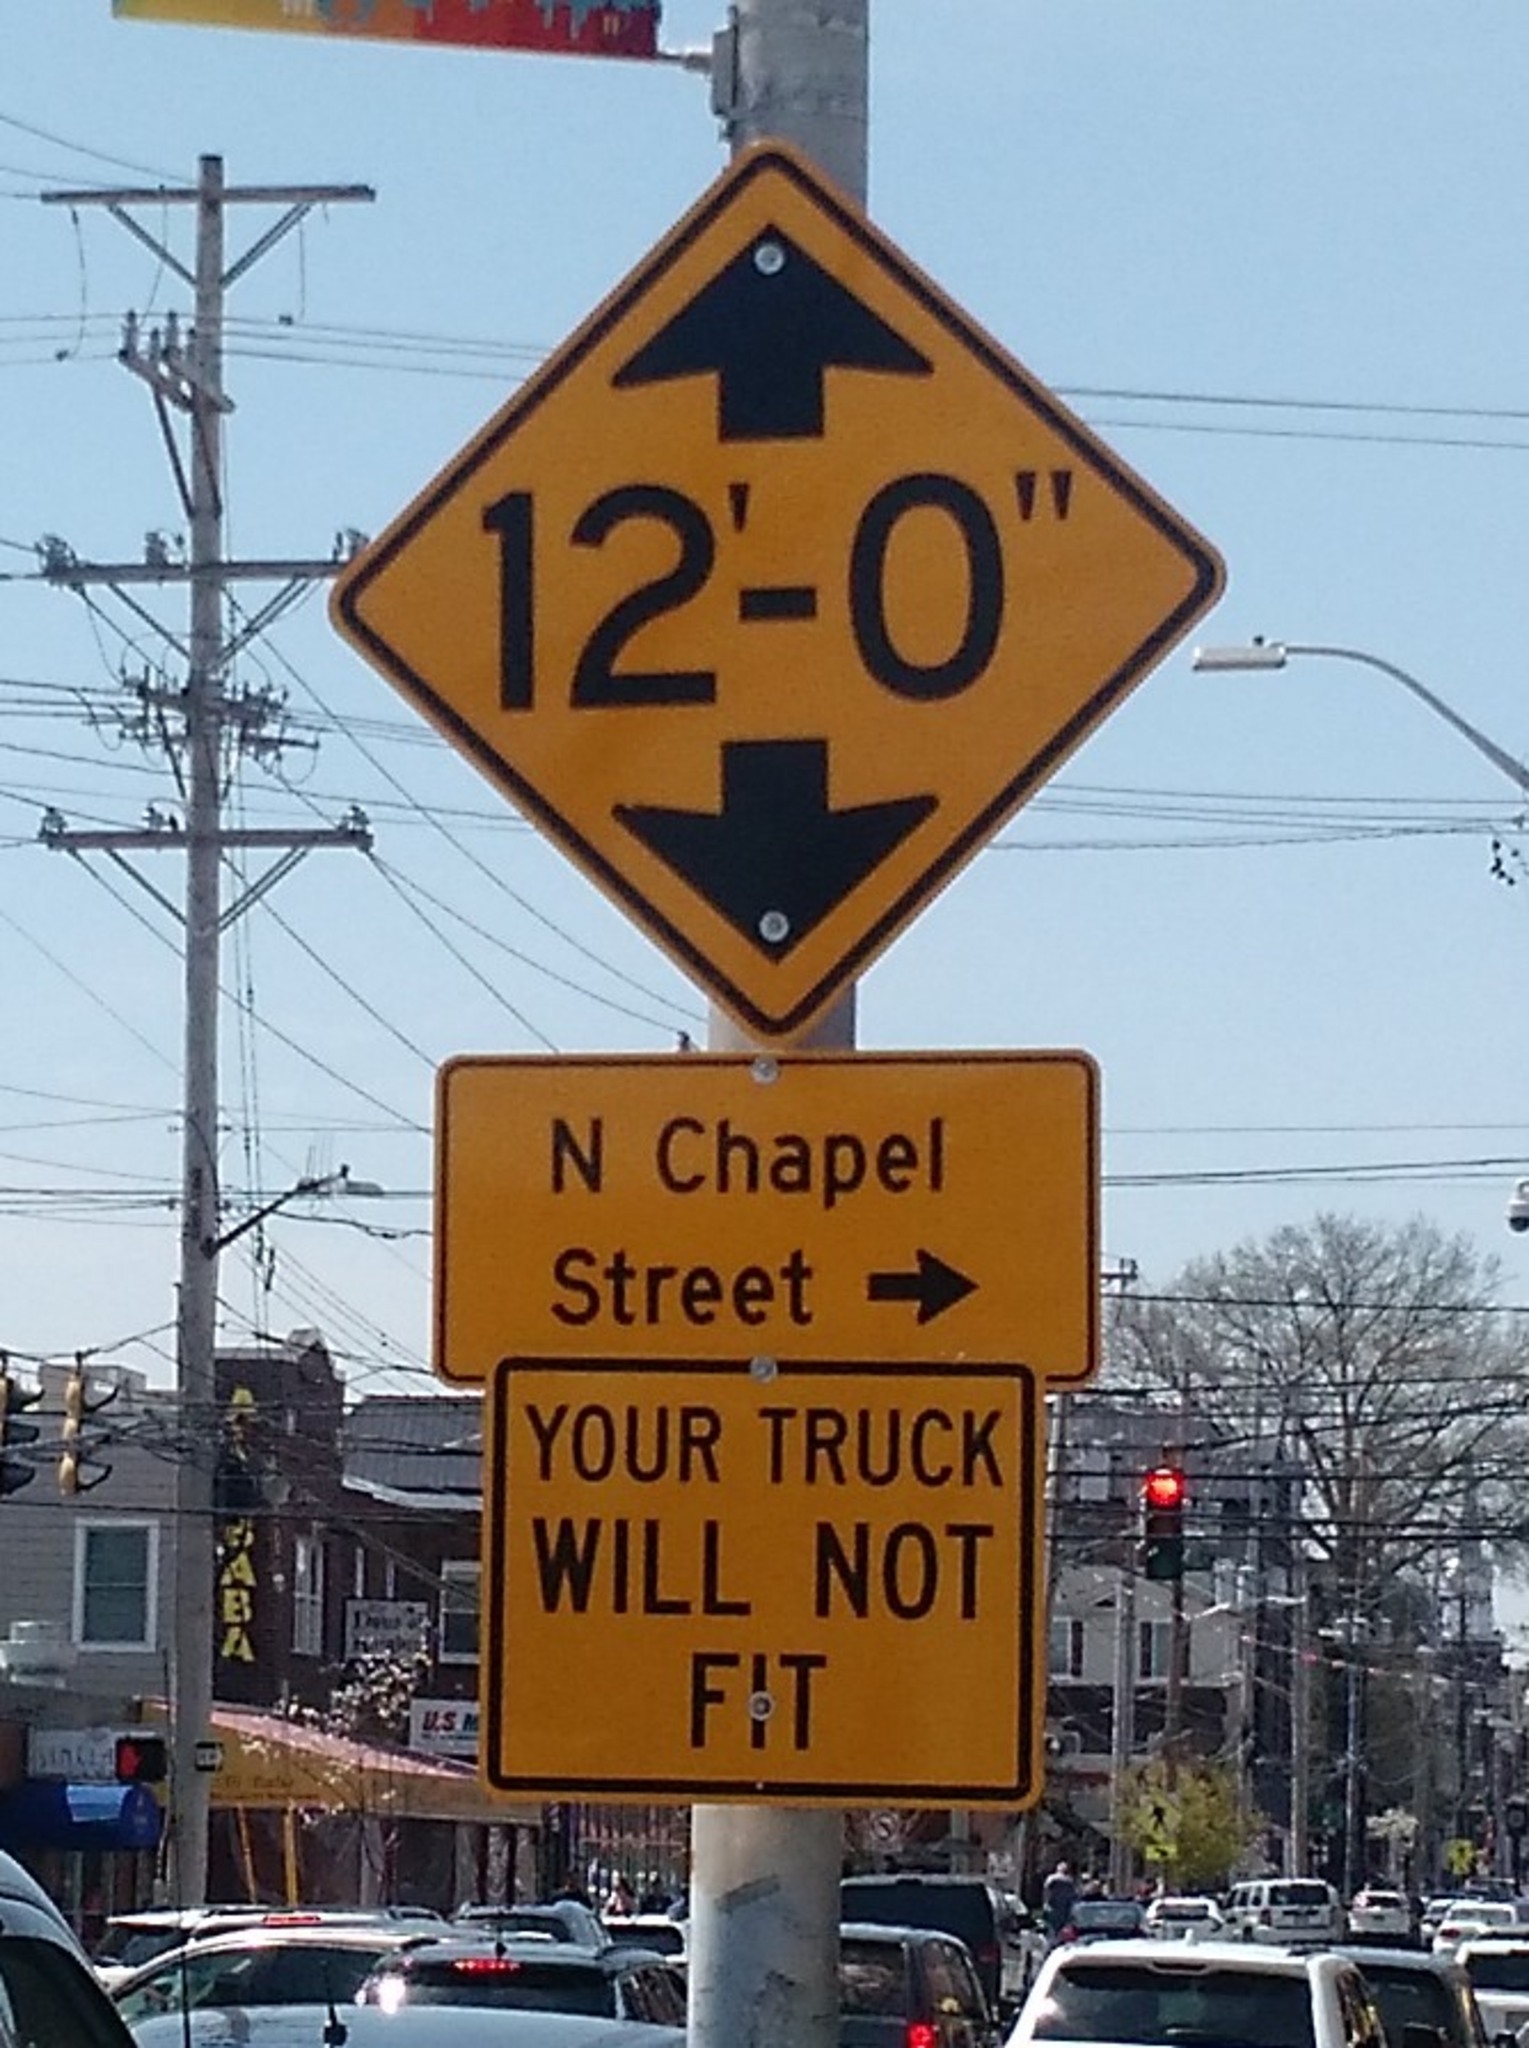 12'-0"
N Chapel
Street →
YOUR TRUCK
WILL NOT
FIT
U.S